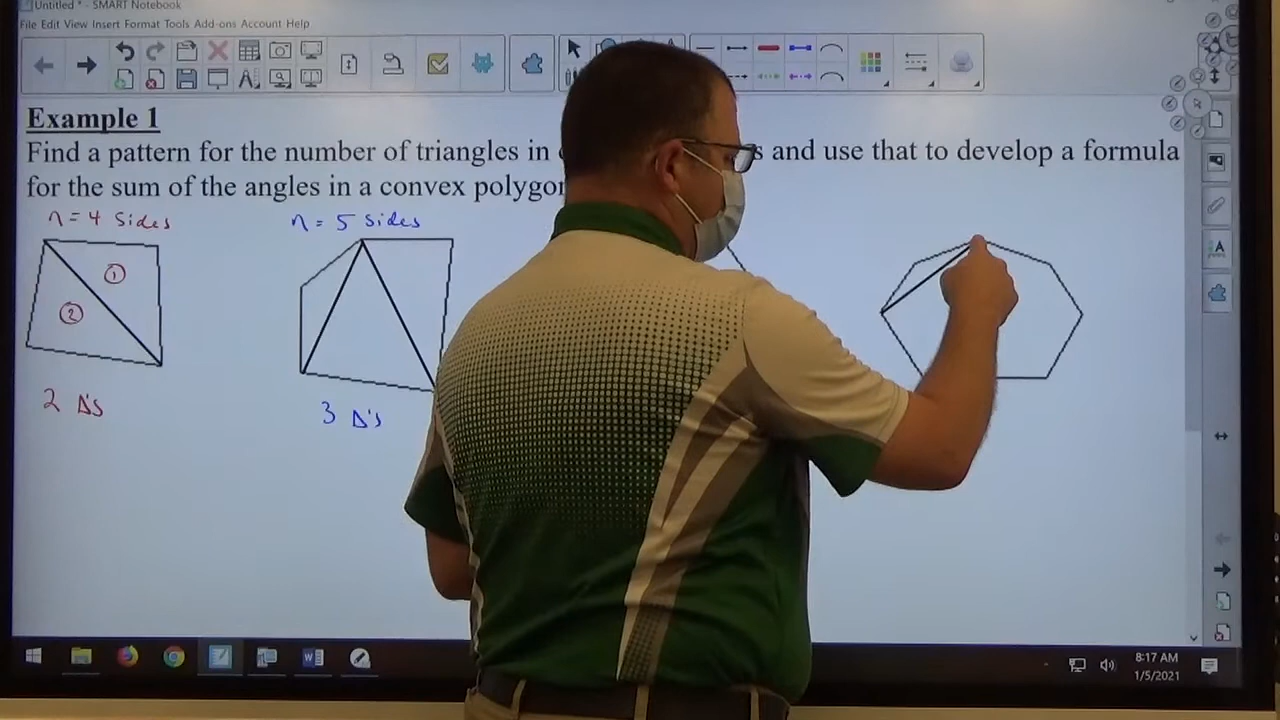 Untitled * - SMART Notebook
File Edit View Insert Format Tools Add-ons Account Help
Example 1
Find a pattern for the number of triangles in s and use that to develop a formula
for the sum of the angles in a convex polygon
n = 4 sides
n = 5 sides
1
2
2 Δ's
3 Δ's
8:17 AM
1/5/2021